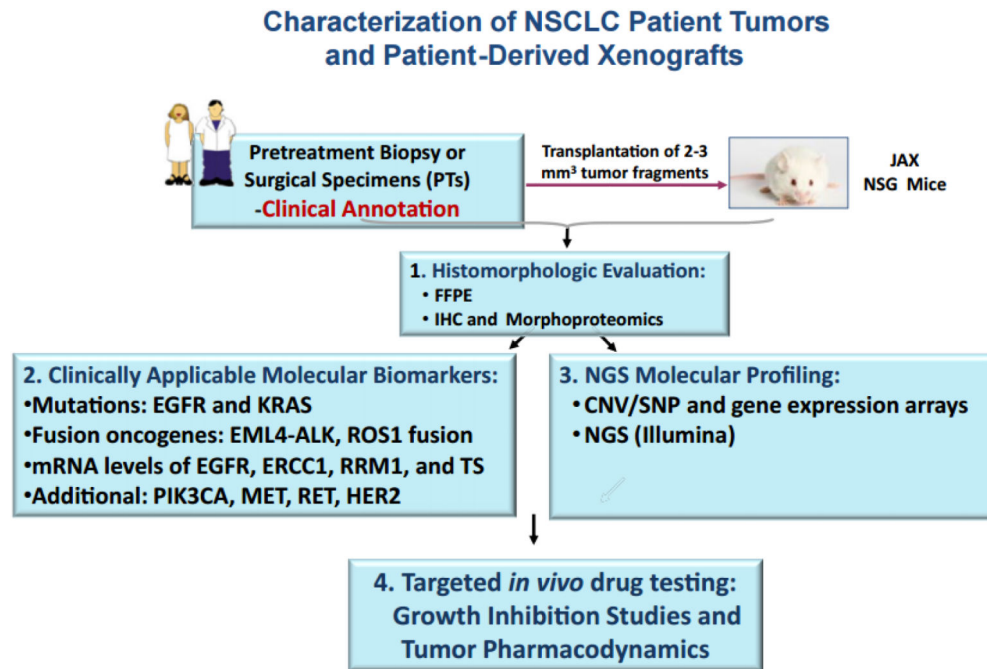 Characterization of NSCLC Patient Tumors
and Patient-Derived Xenografts
Pretreatment Biopsy or
Surgical Specimens (PTs)
-Clinical Annotation
Transplantation of 2-3
mm³ tumor fragments
JAX
NSG Mice
1. Histomorphologic Evaluation:
• FFPE
• IHC and Morphoproteomics
2. Clinically Applicable Molecular Biomarkers:
•Mutations: EGFR and KRAS
•Fusion oncogenes: EML4-ALK, ROS1 fusion
•mRNA levels of EGFR, ERCC1, RRM1, and TS
•Additional: PIK3CA, MET, RET, HER2
3. NGS Molecular Profiling:
• CNV/SNP and gene expression arrays
• NGS (Illumina)
4. Targeted in vivo drug testing:
Growth Inhibition Studies and
Tumor Pharmacodynamics